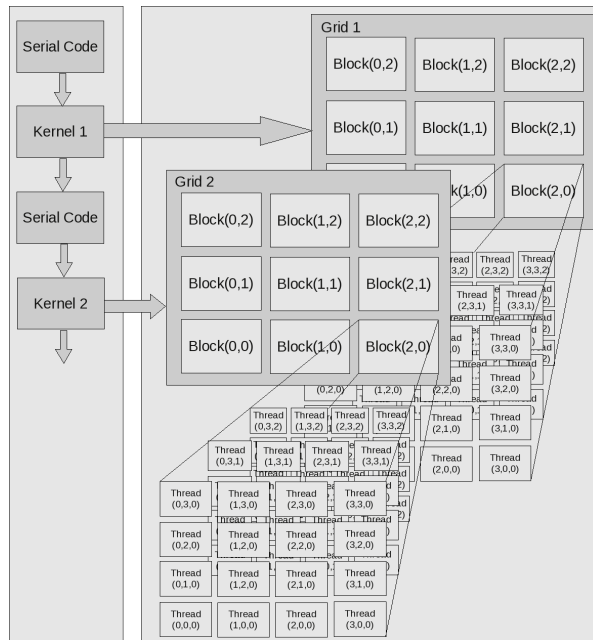 Serial Code
Kernel 1
Serial Code
Kernel 2
Grid 1
Block(0,2)
Block(1,2)
Block(2,2)
Block(0,1)
Block(1,1)
Block(2,1)
Block(2,0)
Thread
(2,3,2)
Thread
(3,3,2)
Thread
(2,3,1)
Thread
(3,3,1)
Thread
(3,3,0)
Thread
(3,2,0)
(0,2,0)
(1,2,0)
(2,2,0)
Thread
(2,1,0)
Thread
(3,1,0)
Thread
(2,0,0)
Thread
(3,0,0)
Grid 2
Block(0,2)
Block(1,2)
Block(2,2)
Block(0,1)
Block(1,1)
Block(2,1)
Block(0,0)
Block(1,0)
Block(2,0)
Thread
(0,3,2)
Thread
(1,3,2)
Thread
(2,3,2)
Thread
(3,3,2)
Thread
(0,3,1)
Thread
(1,3,1)
Thread
(2,3,1)
Thread
(3,3,1)
Thread
(0,3,0)
Thread
(1,3,0)
Thread
(2,3,0)
Thread
(3,3,0)
Thread
(0,2,0)
Thread
(1,2,0)
Thread
(2,2,0)
Thread
(3,2,0)
Thread
(0,1,0)
Thread
(1,2,0)
Thread
(2,1,0)
Thread
(3,1,0)
Thread
(0,0,0)
Thread
(1,0,0)
Thread
(2,0,0)
Thread
(3,0,0)